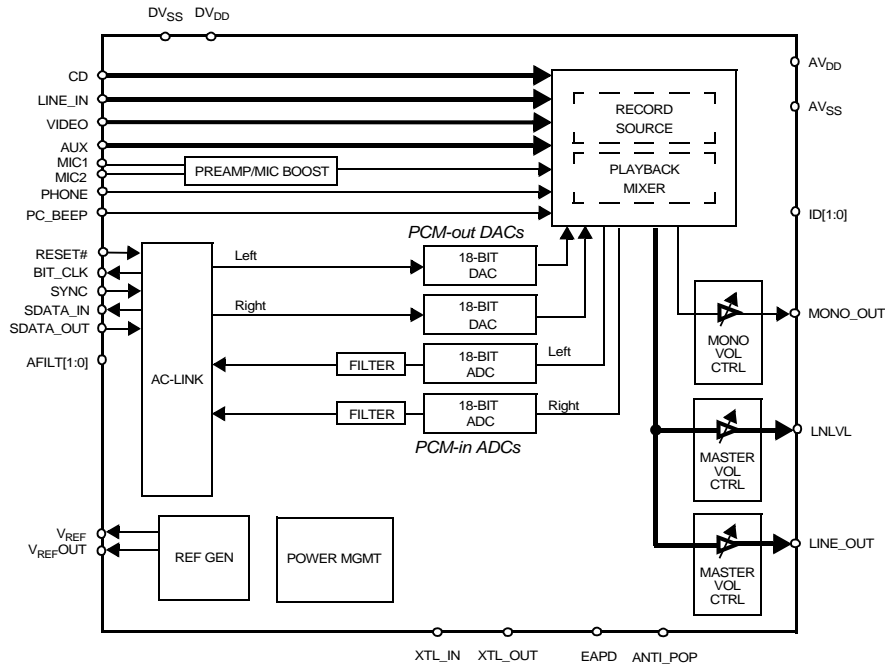 DVSS DVDD
CD
LINE_IN
VIDEO
AUX
MIC1
MIC2
PHONE
PC_BEEP
PREAMP/MIC BOOST
RECORD
SOURCE
PLAYBACK
MIXER
AVDD
AVSS
ID[1:0]
RESET#
BIT_CLK
SYNC
SDATA_IN
SDATA_OUT
AFILT[1:0]
AC-LINK
PCM-out DACs
Left
18-BIT
DAC
Right
18-BIT
DAC
FILTER
18-BIT
ADC
Left
FILTER
18-BIT
ADC
Right
PCM-in ADCs
MONO
VOL
CTRL
MONO_OUT
MASTER
VOL
CTRL
LNLVL
MASTER
VOL
CTRL
LINE_OUT
VREF
VREFOUT
REF GEN
POWER MGMT
XTL_IN XTL_OUT EAPD ANTI_POP